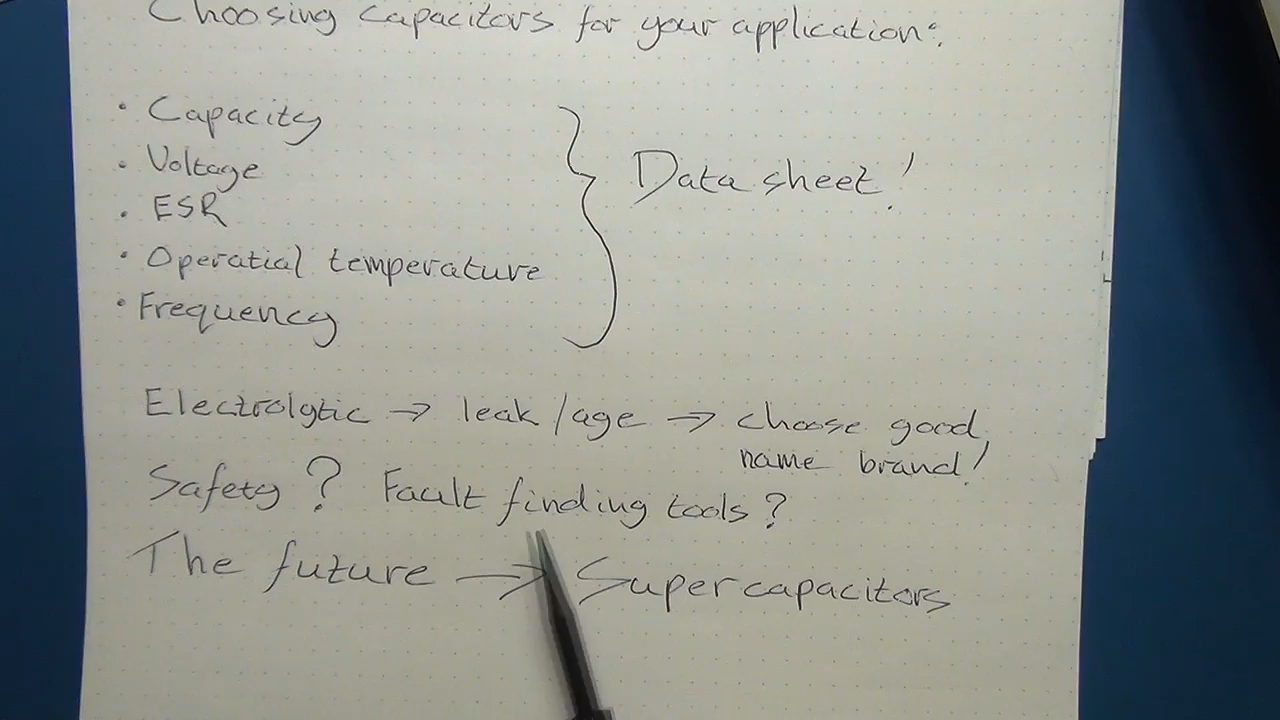 Choosing Capacitors for your application:
• Capacity
• Voltage
• ESR
• Operatial temperature
• Frequency
Data sheet!
Electrolytic → leak/age → choose good,
name brand!
Safety? Fault finding tools?
The future → Supercapacitors